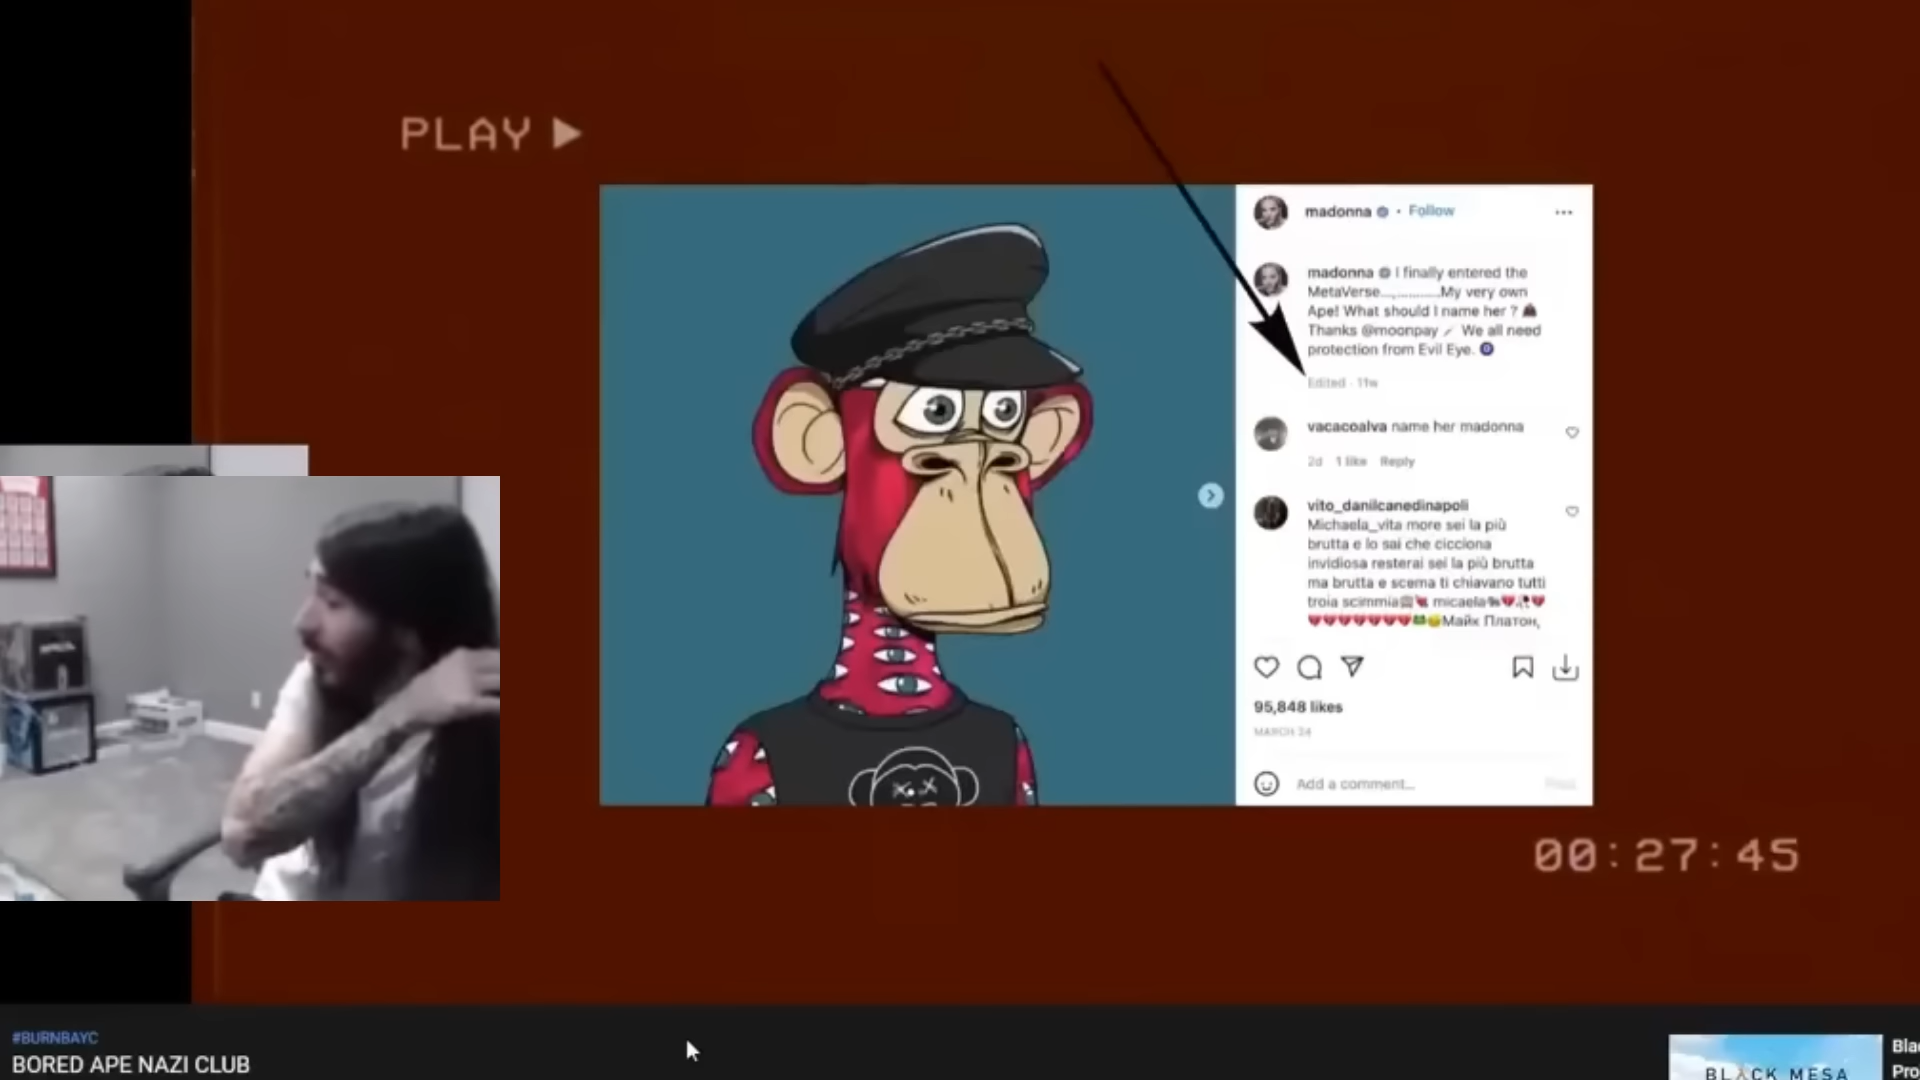 PLAY
madonna • Follow
madonna I finally entered the
MetaVerse..............My very own
Ape! What should I name her ?
Thanks @moonpay We all need
protection from Evil Eye.
Edited · 11w
vacacoalva name her madonna
2d 1 like Reply
vito_danilcanedinapoli
Michaela_vita more sei la più
brutta e lo sai che cicciona
invidiosa resterai sei la più brutta
ma brutta e scema ti chiavano tutti
troia scimmia micaela
Майк Платон,
95,848 likes
MARCH 24
Add a comment...
Post
00:27:45
#BURNBAYC
BORED APE NAZI CLUB
BLACK MESA
Blac
Pro